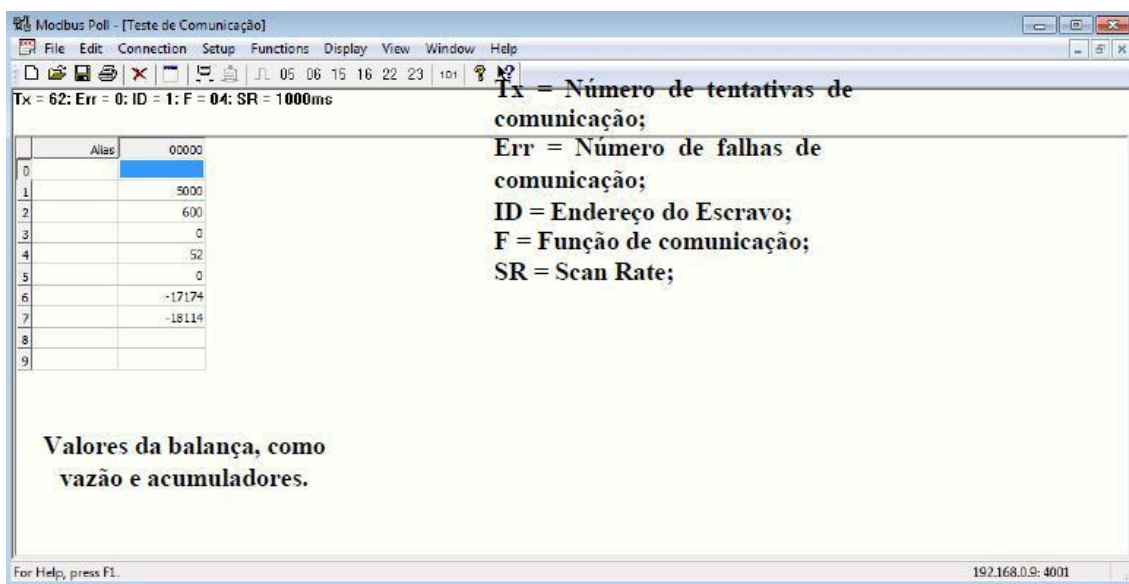 Modbus Poll - [Teste de Comunicação]
File Edit Connection Setup Functions Display View Window Help
05 06 15 16 22 23 101
Tx = 62: Err = 0: ID = 1: F = 04: SR = 1000ms
Tx = Número de tentativas de
comunicação;
Err = Número de falhas de
comunicação;
ID = Endereço do Escravo;
F = Função de comunicação;
SR = Scan Rate;
Alias 00000
0
1 5000
2 600
3 0
4 52
5 0
6 -17174
7 -18114
8
9
Valores da balança, como
vazão e acumuladores.
For Help, press F1. 192.168.0.9: 4001